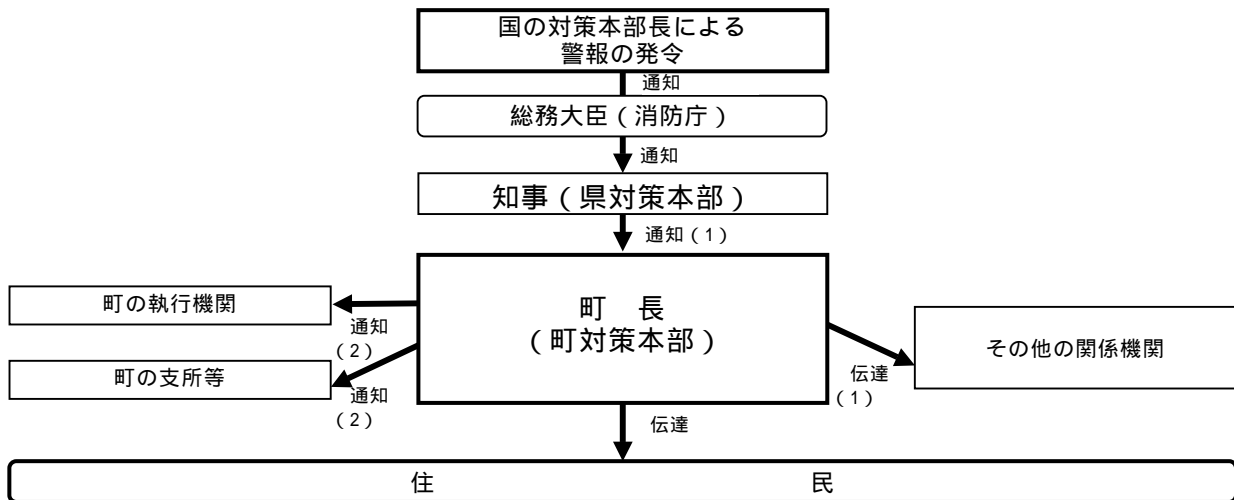 国の対策本部長による
警報の発令
通知
総務大臣（消防庁）
通知
知事（県対策本部）
通知（1）
町　長
（町対策本部）
町の執行機関
通知
（2）
町の支所等
通知
（2）
その他の関係機関
伝達
（1）
伝達
住　民